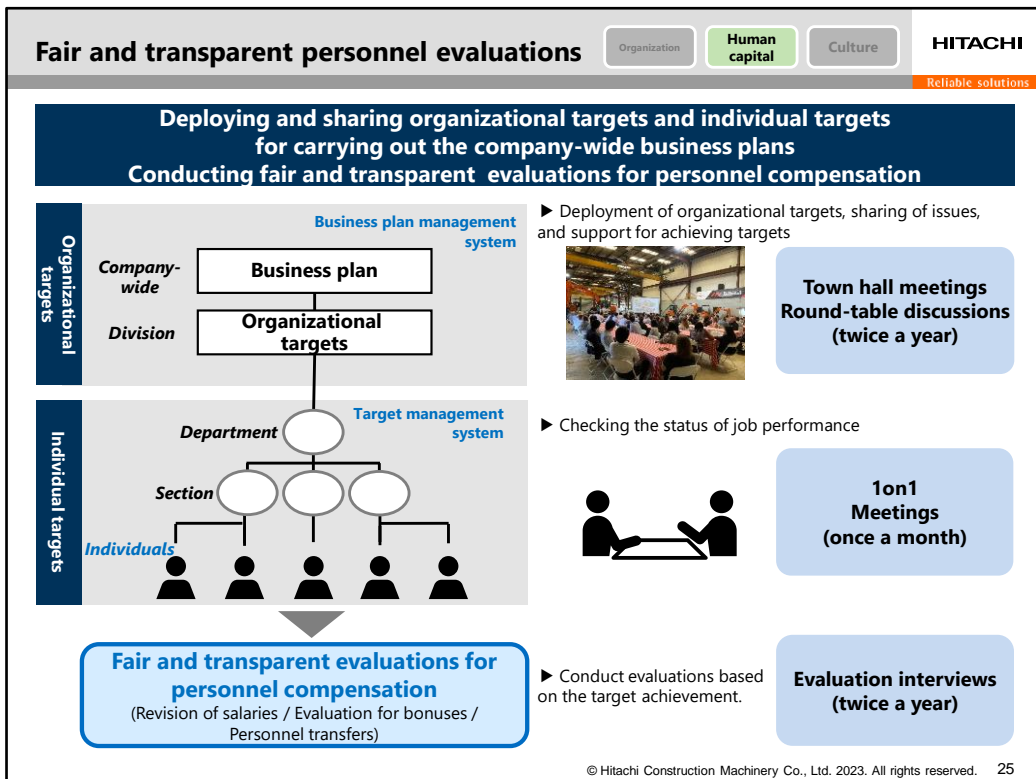 Fair and transparent personnel evaluations
Organization
Human
capital
Culture
HITACHI
Reliable solutions
Deploying and sharing organizational targets and individual targets
for carrying out the company-wide business plans
Conducting fair and transparent evaluations for personnel compensation
Organizational
targets
Business plan management
system
Company-
wide
Business plan
Division
Organizational
targets
▶ Deployment of organizational targets, sharing of issues,
and support for achieving targets
Town hall meetings
Round-table discussions
(twice a year)
Individual targets
Target management
system
Department
Section
Individuals
▶ Checking the status of job performance
1on1
Meetings
(once a month)
Fair and transparent evaluations for
personnel compensation
(Revision of salaries / Evaluation for bonuses /
Personnel transfers)
▶ Conduct evaluations based
on the target achievement.
Evaluation interviews
(twice a year)
© Hitachi Construction Machinery Co., Ltd. 2023. All rights reserved. 25